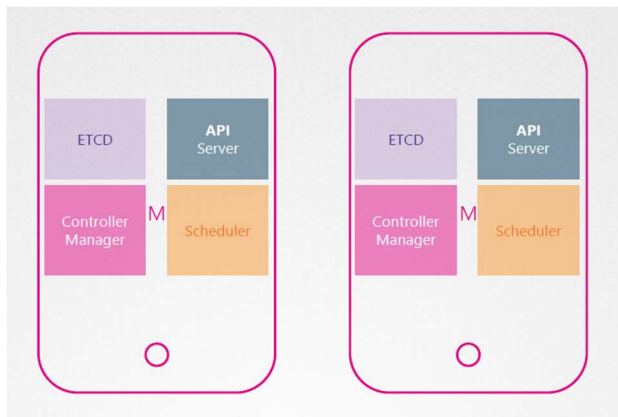 ETCD
API
Server
Controller
Manager
M
Scheduler
ETCD
API
Server
Controller
Manager
M
Scheduler